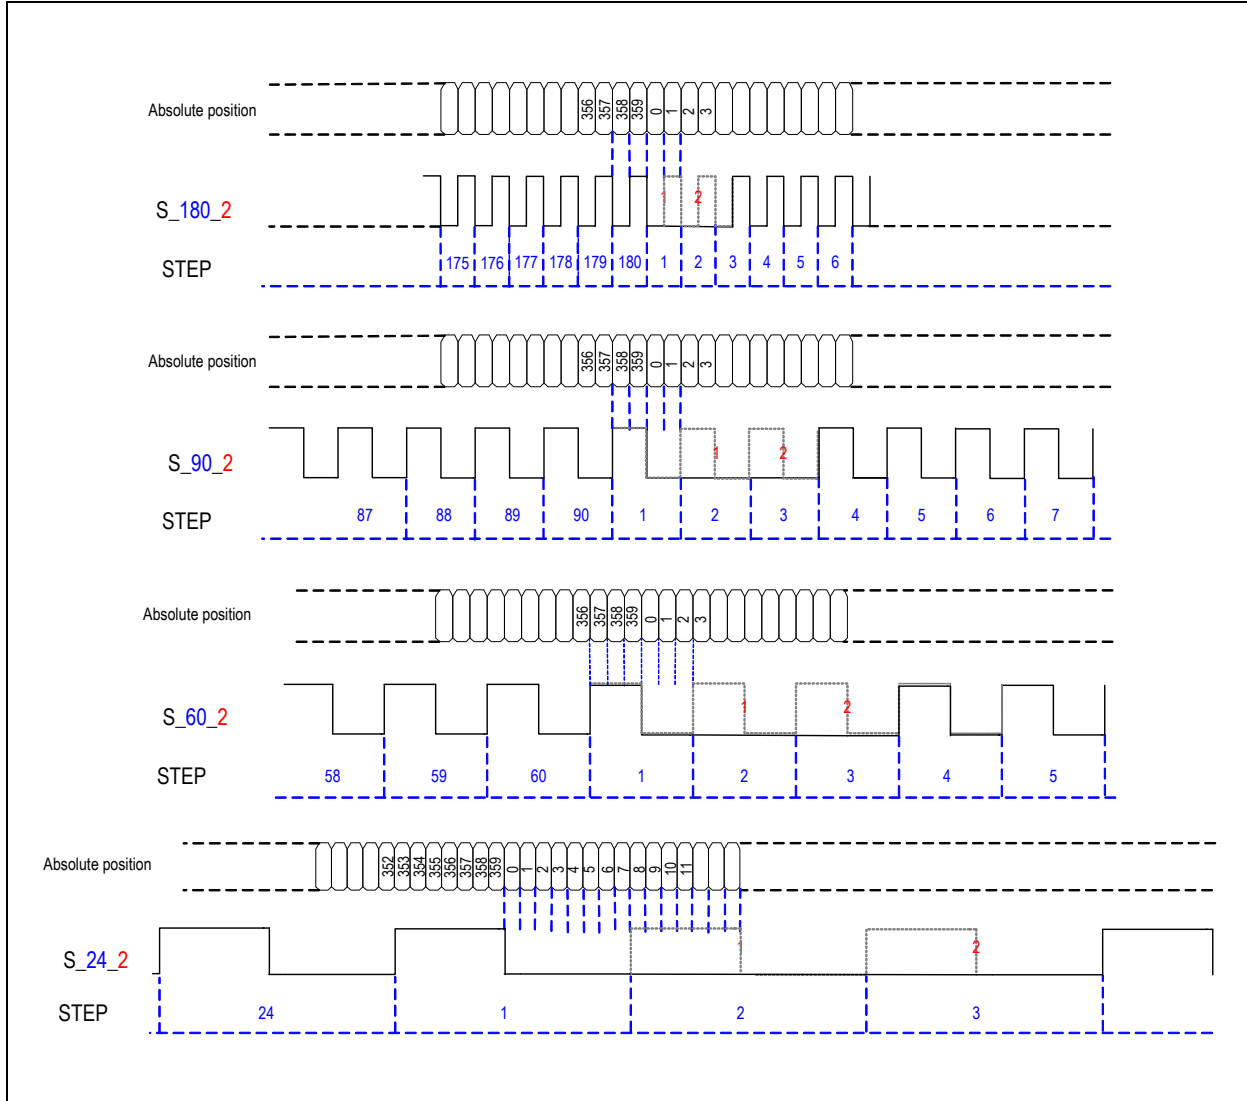 Absolute position 356 357 358 359 0 1 2 3
S_180_2 1 2
STEP 175 176 177 178 179 180 1 2 3 4 5 6
Absolute position 356 357 358 359 0 1 2 3
S_90_2 1 2
STEP 87 88 89 90 1 2 3 4 5 6 7
Absolute position 356 357 358 359 0 1 2 3
S_60_2 1 2
STEP 58 59 60 1 2 3 4 5
Absolute position 352 353 354 355 356 357 358 359 0 1 2 3 4 5 6 7 8 9 10 11
S_24_2 1 2
STEP 24 1 2 3